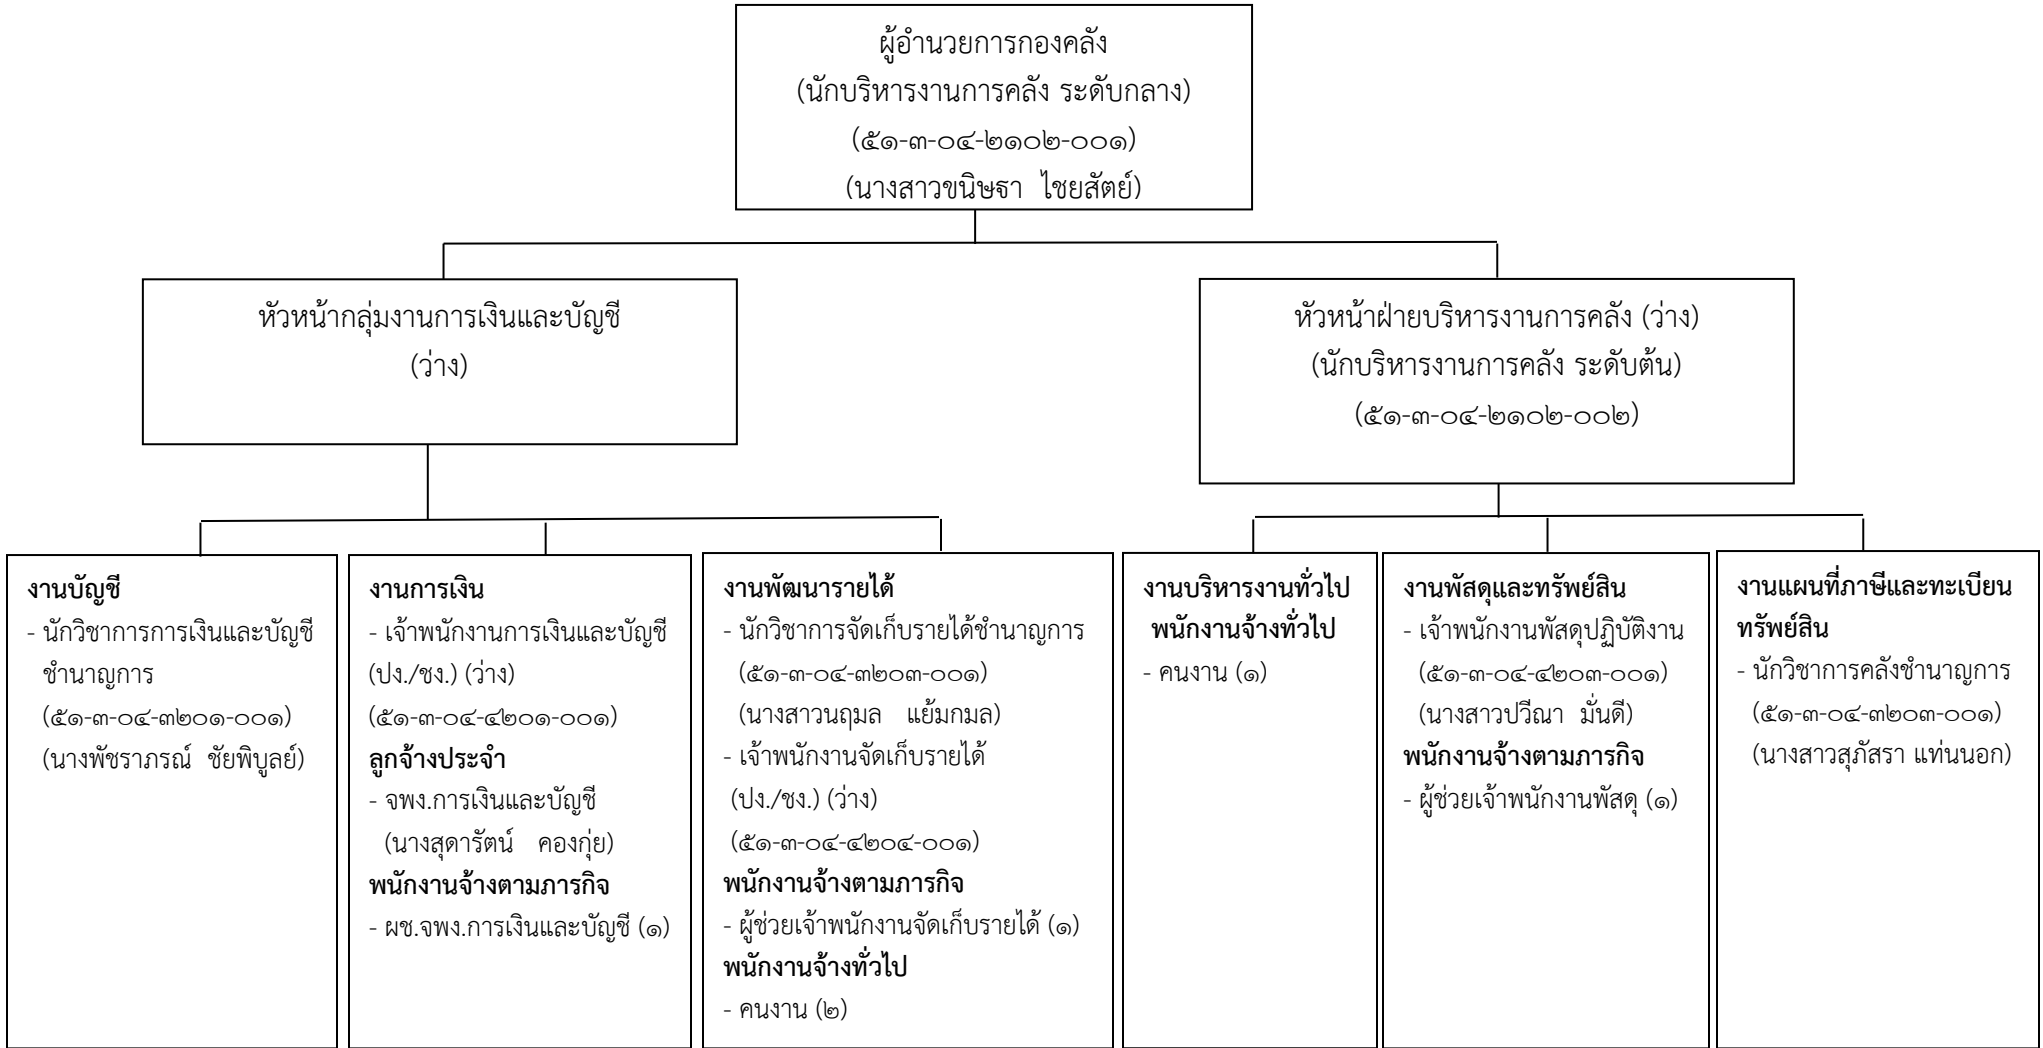 ผู้อำนวยการกองคลัง
(นักบริหารงานการคลัง ระดับกลาง)
(๕๑-๓-๐๔-๒๑๐๒-๐๐๑)
(นางสาวขนิษฐา ไชยสัตย์)
หัวหน้ากลุ่มงานการเงินและบัญชี
(ว่าง)
หัวหน้าฝ่ายบริหารงานการคลัง (ว่าง)
(นักบริหารงานการคลัง ระดับต้น)
(๕๑-๓-๐๔-๒๑๐๒-๐๐๒)
งานบัญชี
- นักวิชาการการเงินและบัญชี
ชำนาญการ
(๕๑-๓-๐๔-๓๒๐๑-๐๐๑)
(นางพัชราภรณ์ ชัยพิบูลย์)
งานการเงิน
- เจ้าพนักงานการเงินและบัญชี
(ปง./ชง.) (ว่าง)
(๕๑-๓-๐๔-๔๒๐๑-๐๐๑)
ลูกจ้างประจำ
- จพง.การเงินและบัญชี
(นางสุดารัตน์ คองกุ่ย)
พนักงานจ้างตามภารกิจ
- ผช.จพง.การเงินและบัญชี (๑)
งานพัฒนารายได้
- นักวิชาการจัดเก็บรายได้ชำนาญการ
(๕๑-๓-๐๔-๓๒๐๓-๐๐๑)
(นางสาวนฤมล แย้มกมล)
- เจ้าพนักงานจัดเก็บรายได้
(ปง./ชง.) (ว่าง)
(๕๑-๓-๐๔-๔๒๐๔-๐๐๑)
พนักงานจ้างตามภารกิจ
- ผู้ช่วยเจ้าพนักงานจัดเก็บรายได้ (๑)
พนักงานจ้างทั่วไป
- คนงาน (๒)
งานบริหารงานทั่วไป
พนักงานจ้างทั่วไป
- คนงาน (๑)
งานพัสดุและทรัพย์สิน
- เจ้าพนักงานพัสดุปฏิบัติงาน
(๕๑-๓-๐๔-๔๒๐๓-๐๐๑)
(นางสาวปวีณา มั่นดี)
พนักงานจ้างตามภารกิจ
- ผู้ช่วยเจ้าพนักงานพัสดุ (๑)
งานแผนที่ภาษีและทะเบียน
ทรัพย์สิน
- นักวิชาการคลังชำนาญการ
(๕๑-๓-๐๔-๓๒๐๓-๐๐๑)
(นางสาวสุภัสรา แท่นนอก)